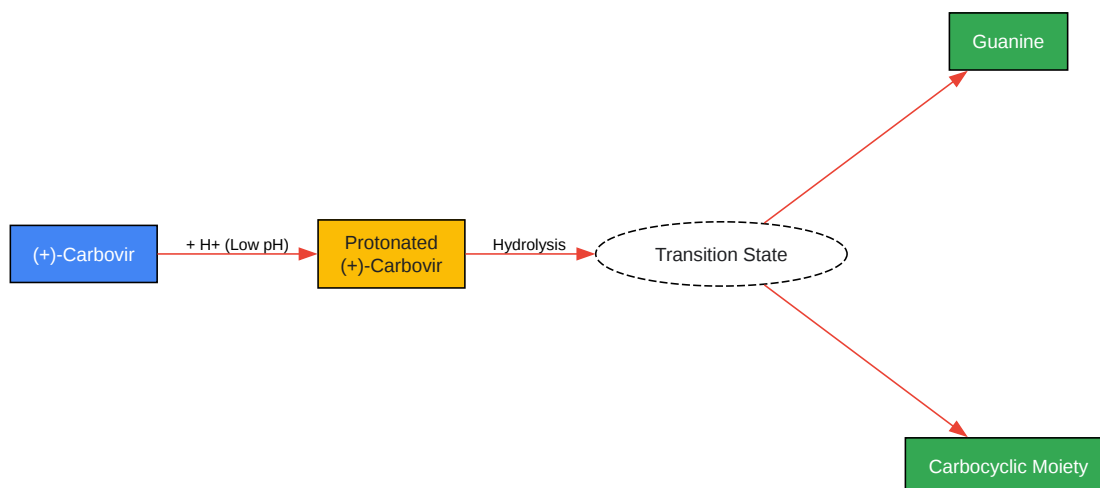 Guanine
(+)-Carbovir
+ H+ (Low pH)
Protonated
(+)-Carbovir
Hydrolysis
Transition State
Carbocyclic Moiety